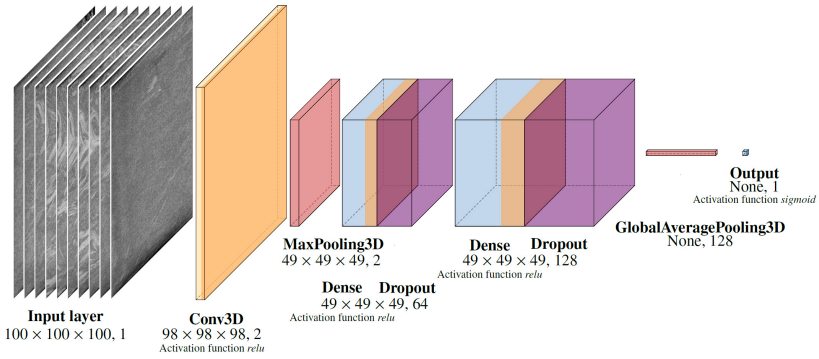 Input layer
100 × 100 × 100, 1
Conv3D
98 × 98 × 98, 2
Activation function relu
MaxPooling3D
49 × 49 × 49, 2
Dense Dropout
49 × 49 × 49, 64
Activation function relu
Dense Dropout
49 × 49 × 49, 128
Activation function relu
GlobalAveragePooling3D
None, 128
Output
None, 1
Activation function sigmoid